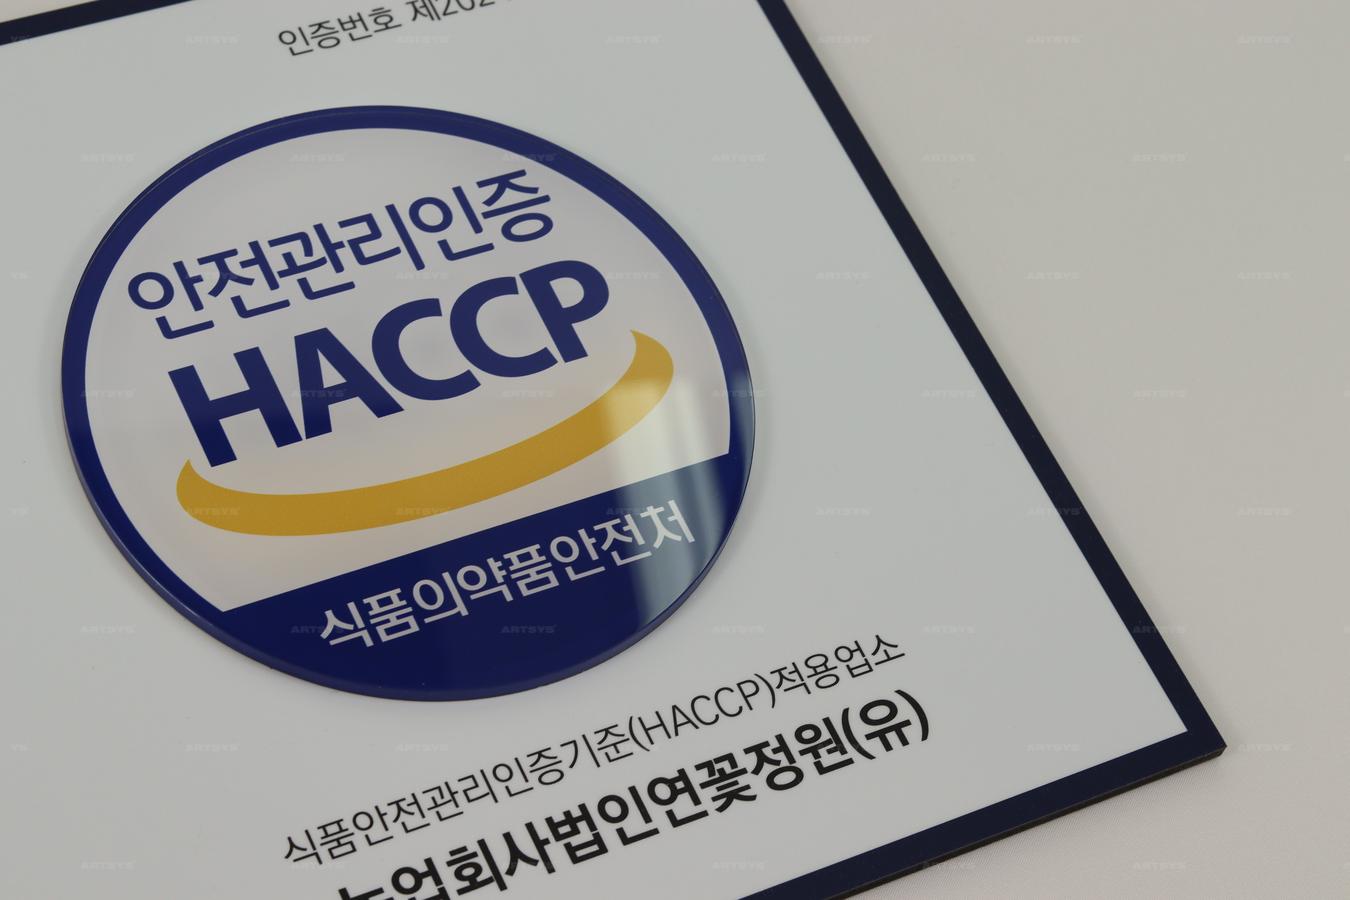 인증번호 제202
안전관리인증
HACCP
식품의약품안전처
식품안전관리인증기준(HACCP)적용업소
농업회사법인연꽃정원(유)
ARTSYS